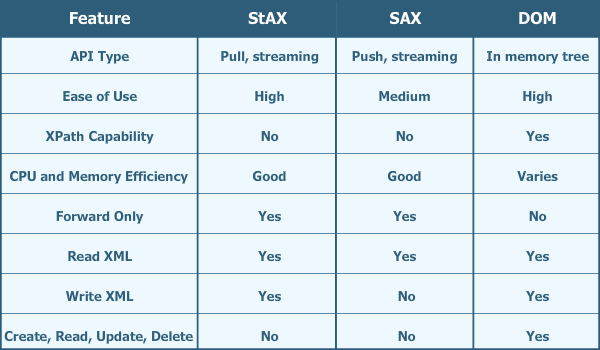 Feature StAX SAX DOM
API Type Pull, streaming Push, streaming In memory tree
Ease of Use High Medium High
XPath Capability No No Yes
CPU and Memory Efficiency Good Good Varies
Forward Only Yes Yes No
Read XML Yes Yes Yes
Write XML Yes No Yes
Create, Read, Update, Delete No No Yes